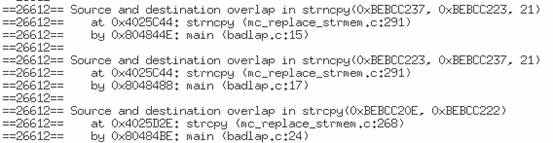 ==26612== Source and destination overlap in strncpy(0xBEBCC237, 0xBEBCC223, 21)
==26612==    at 0x4025C44: strncpy (mc_replace_strmem.c:291)
==26612==    by 0x804844E: main (badlap.c:15)
==26612==
==26612== Source and destination overlap in strncpy(0xBEBCC223, 0xBEBCC237, 21)
==26612==    at 0x4025C44: strncpy (mc_replace_strmem.c:291)
==26612==    by 0x8048488: main (badlap.c:17)
==26612==
==26612== Source and destination overlap in strcpy(0xBEBCC20E, 0xBEBCC222)
==26612==    at 0x4025D2E: strcpy (mc_replace_strmem.c:268)
==26612==    by 0x80484BE: main (badlap.c:24)